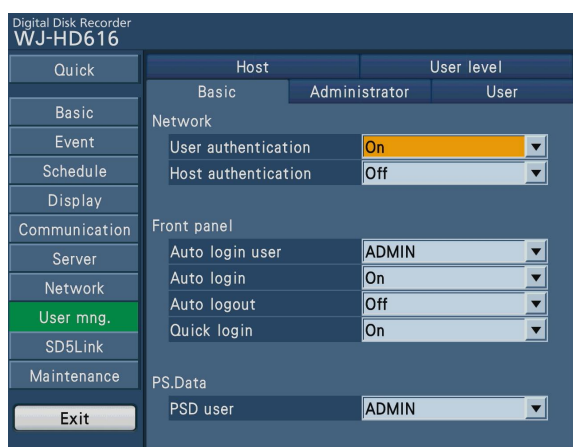 Digital Disk Recorder
WJ-HD616
Quick
Basic
Event
Schedule
Display
Communication
Server
Network
User mng.
SD5Link
Maintenance
Exit
Host User level
Basic Administrator User
Network
User authentication On
Host authentication Off
Front panel
Auto login user ADMIN
Auto login On
Auto logout Off
Quick login On
PS.Data
PSD user ADMIN